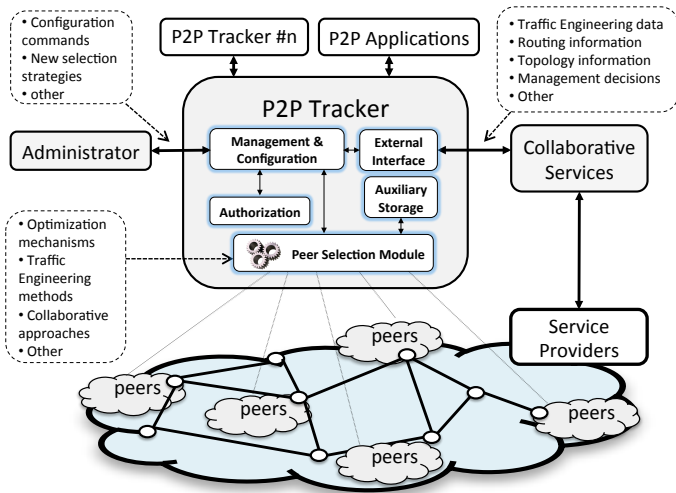 • Configuration
commands
• New selection
strategies
• other
P2P Tracker #n
P2P Applications
• Traffic Engineering data
• Routing information
• Topology information
• Management decisions
• Other
P2P Tracker
Administrator
Management &
Configuration
External
Interface
Collaborative
Services
Authorization
Auxiliary
Storage
Peer Selection Module
• Optimization
mechanisms
• Traffic
Engineering
methods
• Collaborative
approaches
• Other
Service
Providers
peers
peers
peers
peers
peers